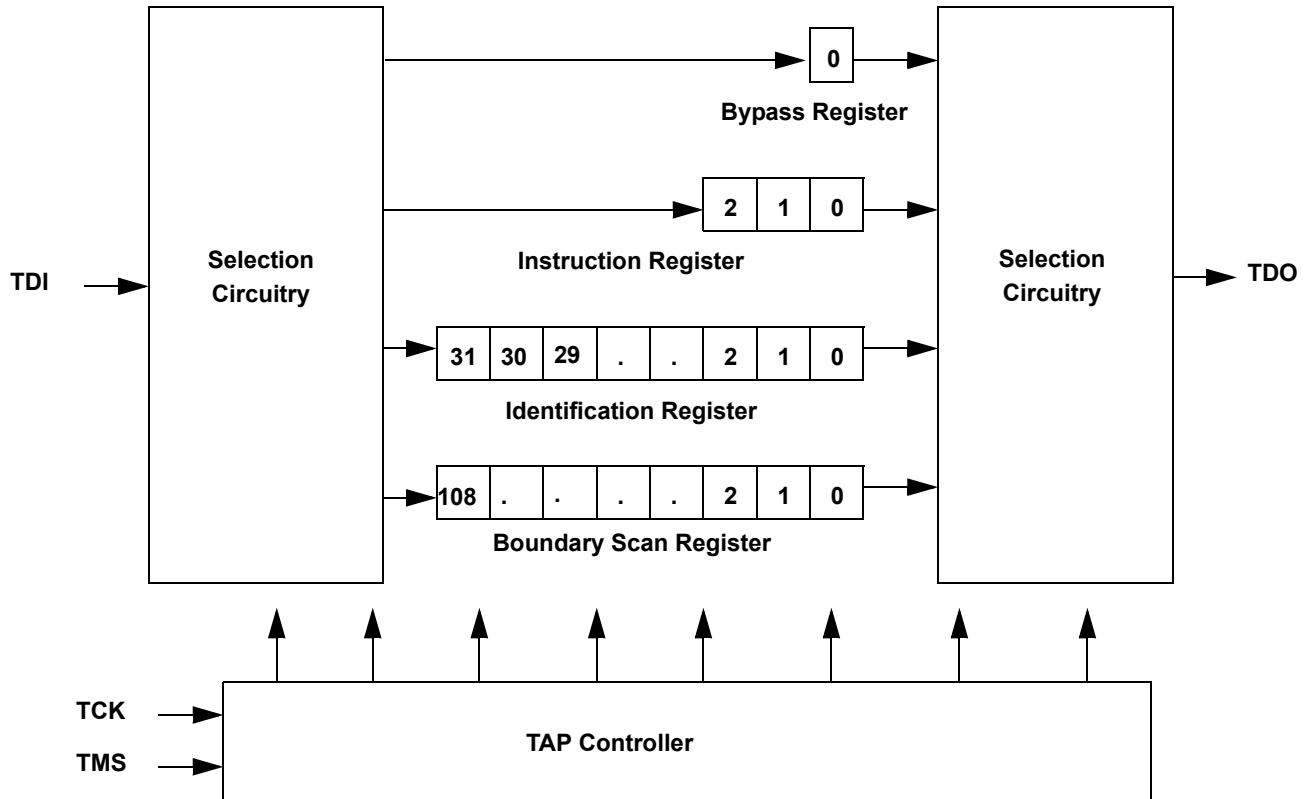 0
Bypass Register
2 1 0
Instruction Register
TDI
Selection
Circuitry
Selection
Circuitry
TDO
31 30 29 . . 2 1 0
Identification Register
108 . . . . 2 1 0
Boundary Scan Register
TCK
TMS
TAP Controller